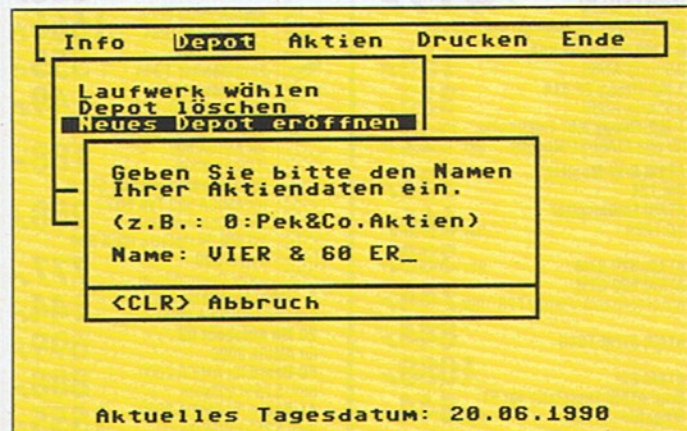 Info Depot Aktien Drucken Ende
Laufwerk wählen
Depot löschen
Neues Depot eröffnen
Geben Sie bitte den Namen
Ihrer Aktiendaten ein.
(z.B.: 0:Pek&Co.Aktien)
Name: VIER & 60 ER_
<CLR> Abbruch
Aktuelles Tagesdatum: 20.06.1990